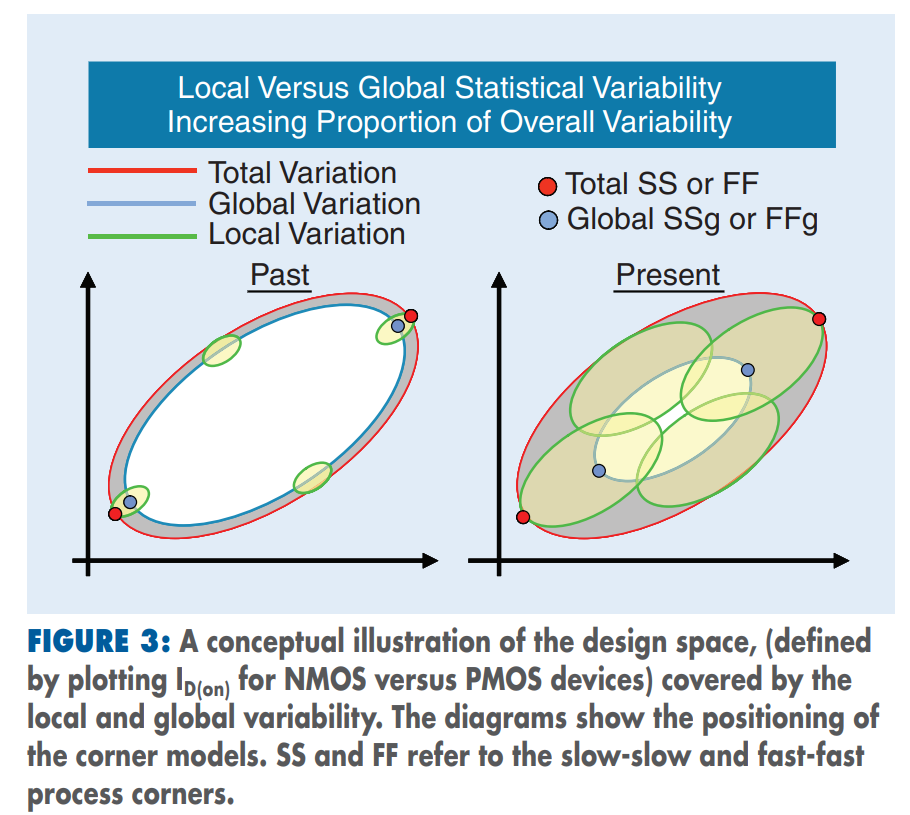 Local Versus Global Statistical Variability
Increasing Proportion of Overall Variability
Total Variation
Global Variation
Local Variation
Total SS or FF
Global SSg or FFg
Past
Present
FIGURE 3: A conceptual illustration of the design space, (defined
by plotting ID(on) for NMOS versus PMOS devices) covered by the
local and global variability. The diagrams show the positioning of
the corner models. SS and FF refer to the slow-slow and fast-fast
process corners.